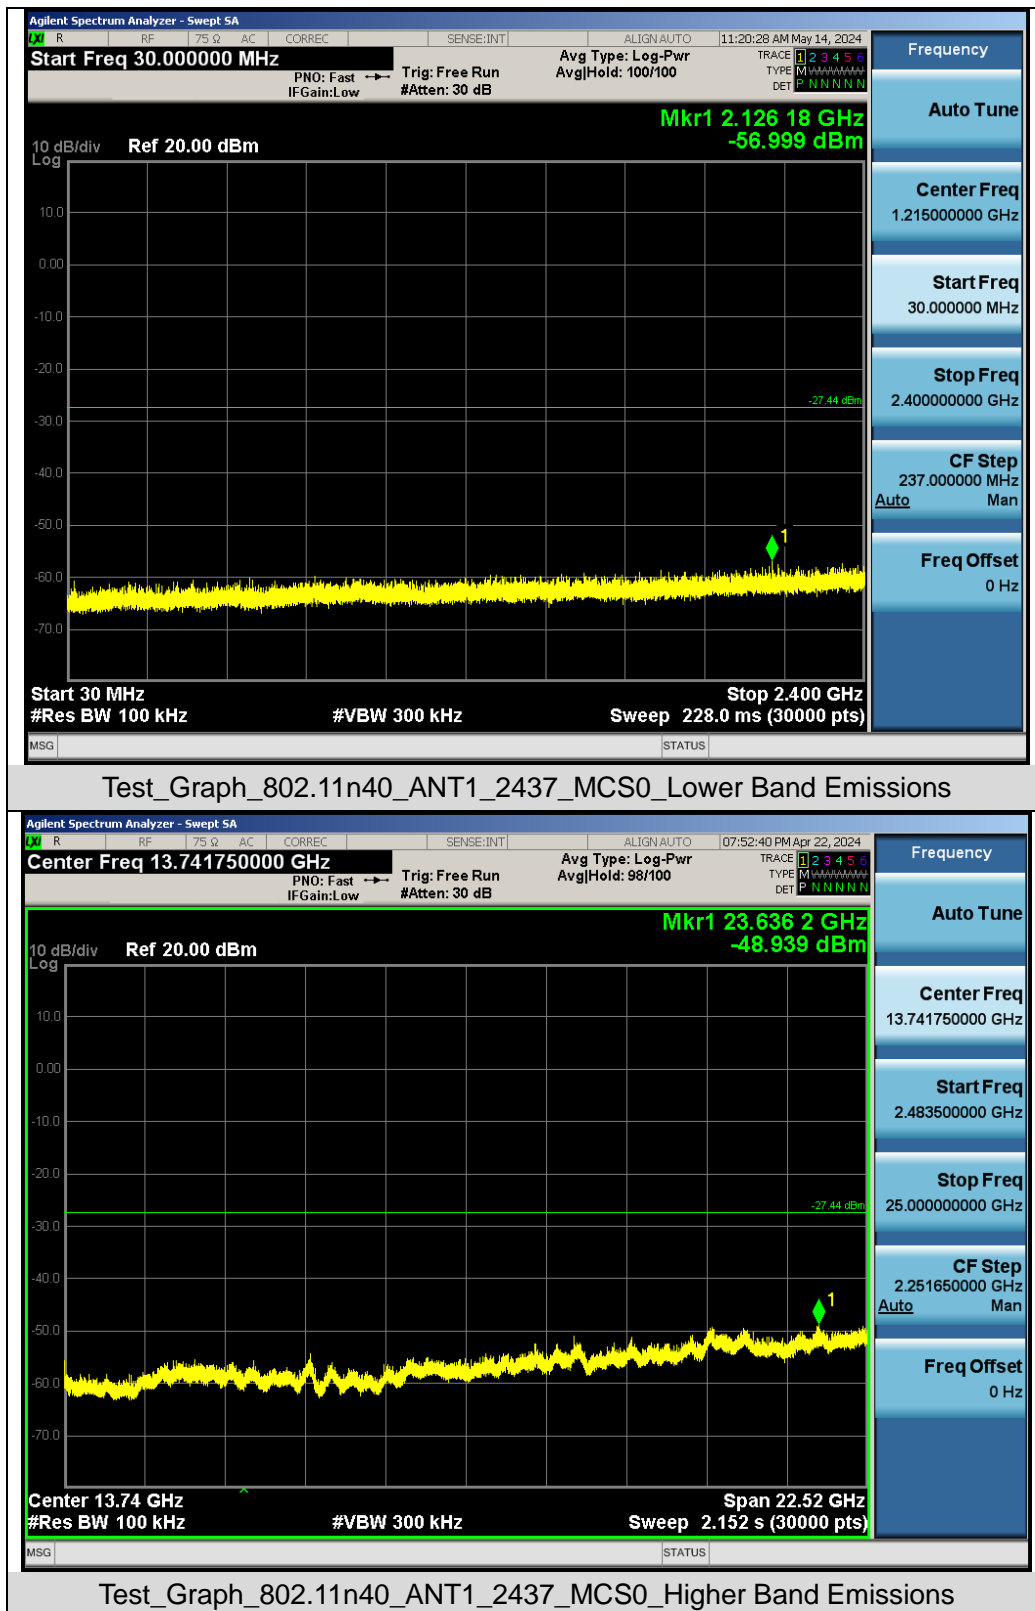 Agilent Spectrum Analyzer - Swept SA
LXI R RF 75 Ω AC CORREC SENSE:INT ALIGN AUTO 11:20:28 AM May 14, 2024
Start Freq 30.000000 MHz
PNO: Fast
IFGain:Low
Trig: Free Run
#Atten: 30 dB
Avg Type: Log-Pwr
Avg|Hold: 100/100
TRACE 1 2 3 4 5 6
TYPE M WWWWW
DET P N N N N N
Frequency
Mkr1 2.126 18 GHz
-56.999 dBm
10 dB/div Ref 20.00 dBm
Log
10.0
0.00
-10.0
-20.0
-27.44 dBm
-30.0
-40.0
-50.0
1
-60.0
-70.0
Start 30 MHz Stop 2.400 GHz
#Res BW 100 kHz #VBW 300 kHz Sweep 228.0 ms (30000 pts)
MSG STATUS
Auto Tune
Center Freq
1.215000000 GHz
Start Freq
30.000000 MHz
Stop Freq
2.400000000 GHz
CF Step
237.000000 MHz
Auto Man
Freq Offset
0 Hz
Test_Graph_802.11n40_ANT1_2437_MCS0_Lower Band Emissions
Agilent Spectrum Analyzer - Swept SA
LXI R RF 75 Ω AC CORREC SENSE:INT ALIGN AUTO 07:52:40 PM Apr 22, 2024
Center Freq 13.741750000 GHz
PNO: Fast
IFGain:Low
Trig: Free Run
#Atten: 30 dB
Avg Type: Log-Pwr
Avg|Hold: 98/100
TRACE 1 2 3 4 5 6
TYPE M WWWWW
DET P N N N N N
Frequency
Mkr1 23.636 2 GHz
-48.939 dBm
10 dB/div Ref 20.00 dBm
Log
10.0
0.00
-10.0
-20.0
-27.44 dBm
-30.0
-40.0
1
-50.0
-60.0
-70.0
Center 13.74 GHz Span 22.52 GHz
#Res BW 100 kHz #VBW 300 kHz Sweep 2.152 s (30000 pts)
MSG STATUS
Auto Tune
Center Freq
13.741750000 GHz
Start Freq
2.483500000 GHz
Stop Freq
25.000000000 GHz
CF Step
2.251650000 GHz
Auto Man
Freq Offset
0 Hz
Test_Graph_802.11n40_ANT1_2437_MCS0_Higher Band Emissions